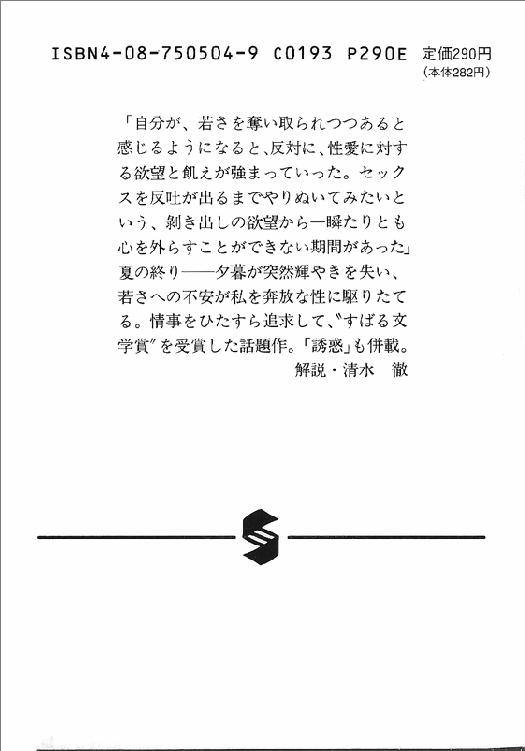 ISBN4-08-750504-9 C0193 P290E 定価290円
(本体282円)
「自分が、若さを奪い取られつつあると
感じるようになると、反対に、性愛に対す
る欲望と飢えが強まっていった。セック
スを反吐が出るまでやりぬいてみたいと
いう、剝き出しの欲望から一瞬たりとも
心を外らすことができない期間があった」
夏の終り――夕暮が突然輝やきを失い、
若さへの不安が私を奔放な性に駆りたて
る。情事をひたすら追求して、〝すばる文
学賞〟を受賞した話題作。「誘惑」も併載。
解説・清水 徹